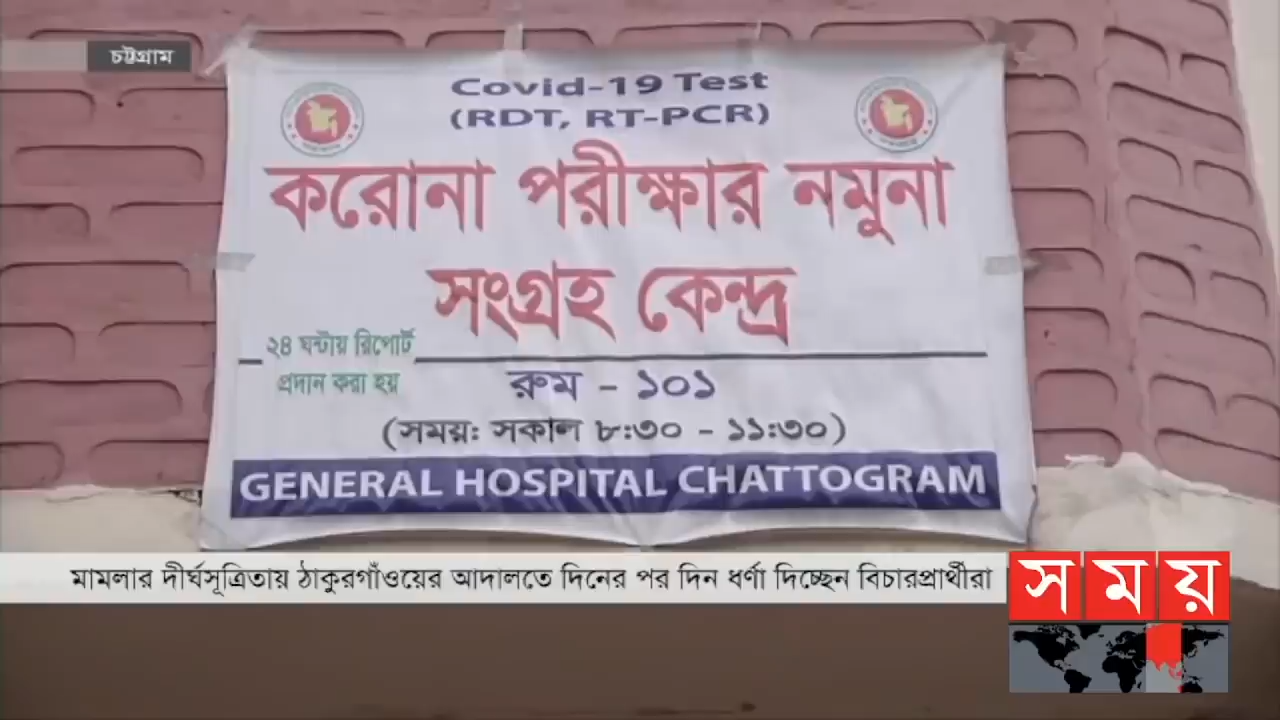 চট্টগ্রাম
Covid-19 Test
(RDT, RT-PCR)
করোনা পরীক্ষার নমুনা
সংগ্রহ কেন্দ্র
২৪ ঘন্টায় রিপোর্ট
প্রদান করা হয়
রুম - ১০১
(সময়: সকাল ৮:৩০ - ১১:৩০)
GENERAL HOSPITAL CHATTOGRAM
মামলার দীর্ঘসূত্রিতায় ঠাকুরগাঁওয়ের আদালতে দিনের পর দিন ধর্ণা দিচ্ছেন বিচারপ্রার্থীরা
সময়